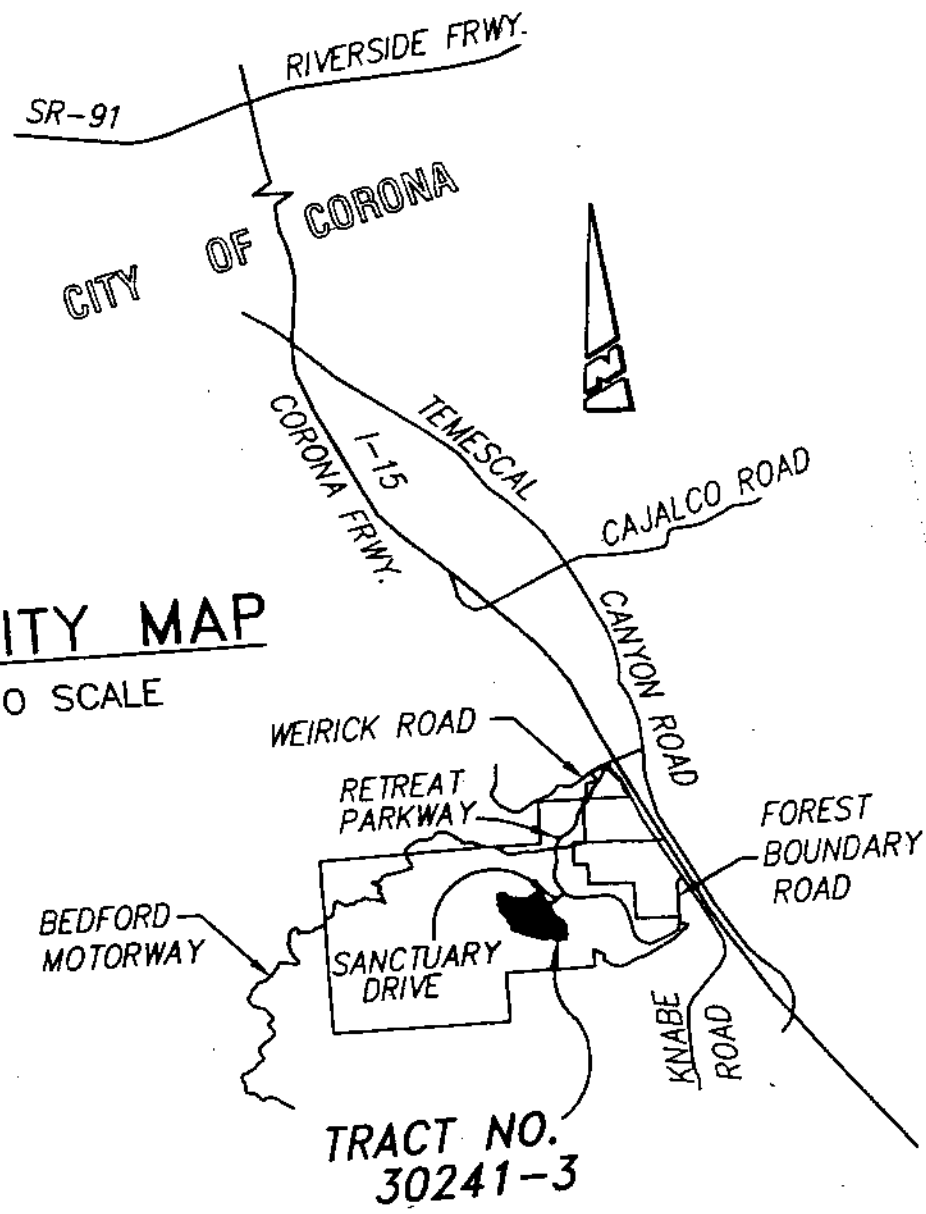 RIVERSIDE FRWY.
SR-91
CITY OF CORONA
N
TEMESCAL
I-15
CORONA FRWY.
CAJALCO ROAD
ITY MAP
O SCALE
CANYON ROAD
WEIRICK ROAD
RETREAT
PARKWAY
FOREST
BOUNDARY
ROAD
BEDFORD
MOTORWAY
SANCTUARY
DRIVE
KNABE
ROAD
TRACT NO.
30241-3